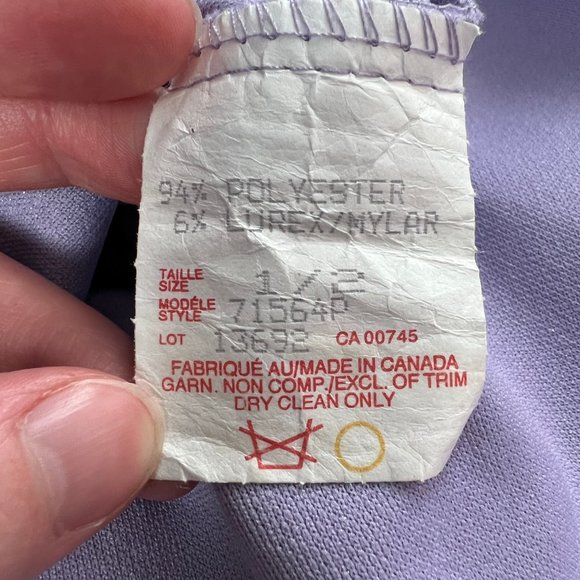 94% POLYESTER
6% LUREX/MYLAR
TAILLE
SIZE 1/2
MODÈLE
STYLE 71564P
LOT 13692 CA 00745
FABRIQUÉ AU/MADE IN CANADA
GARN. NON COMP./EXCL. OF TRIM
DRY CLEAN ONLY